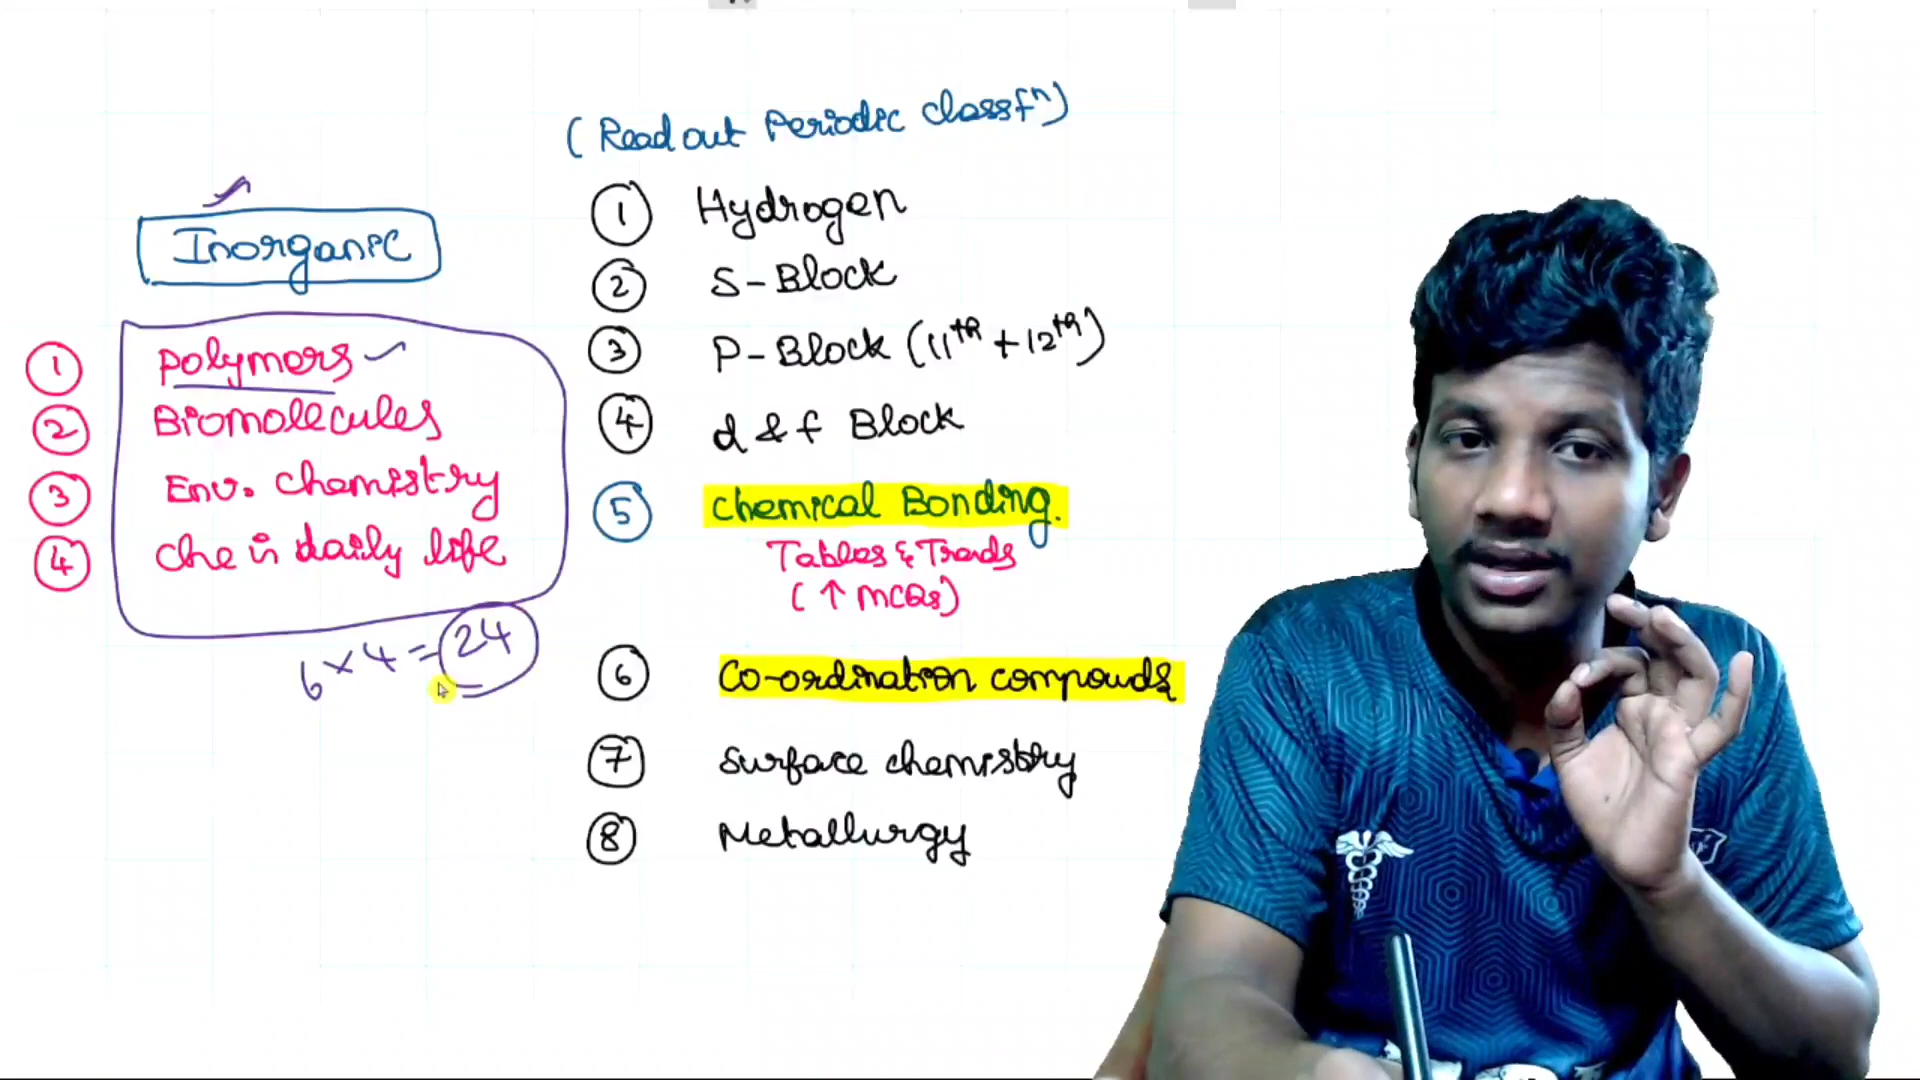 Inorganic
① Polymors
② Biomolecules
③ Env. chemistry
④ Che in daily life
6 × 4 = 24
(Read out Periodic classfⁿ)
① Hydrogen
② S-Block
③ P-Block (11th + 12th)
④ d & f Block
⑤ chemical Bonding.
Tables & Trends
(↑ MCQs)
⑥ Co-ordination compounds
⑦ Surface chemistry
⑧ Metallurgy